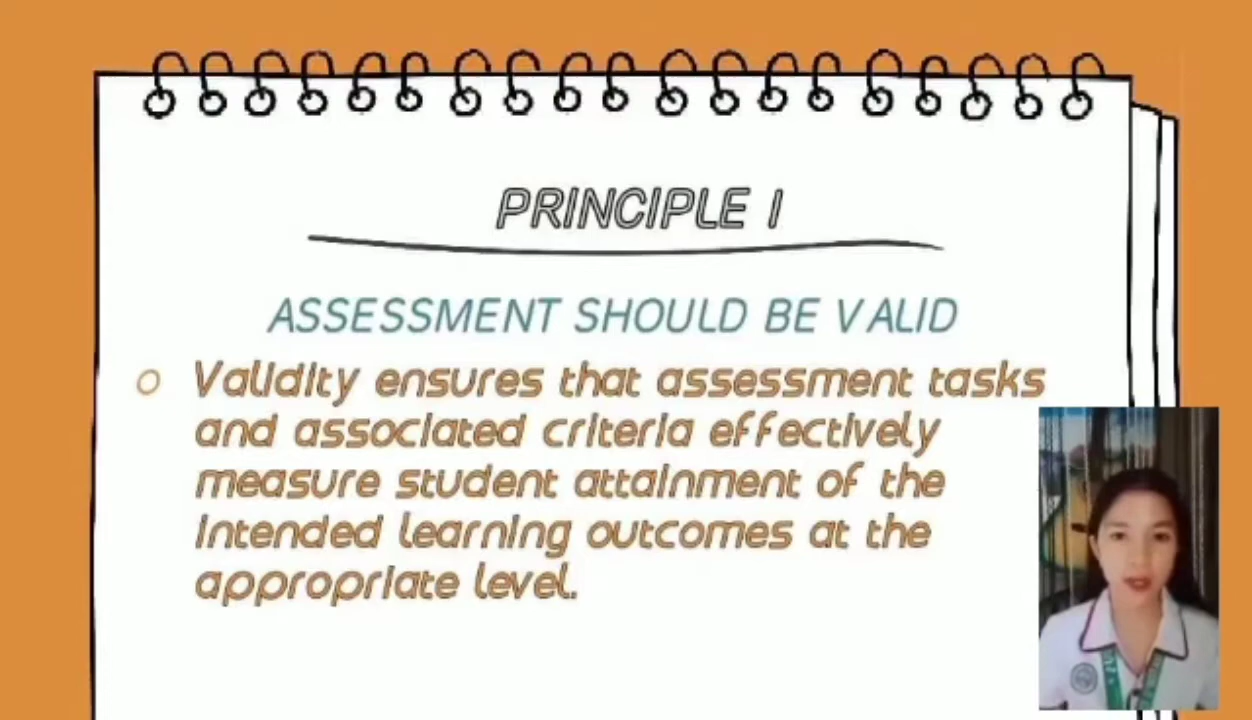 PRINCIPLE I
ASSESSMENT SHOULD BE VALID
Validity ensures that assessment tasks
and associated criteria effectively
measure student attainment of the
intended learning outcomes at the
appropriate level.